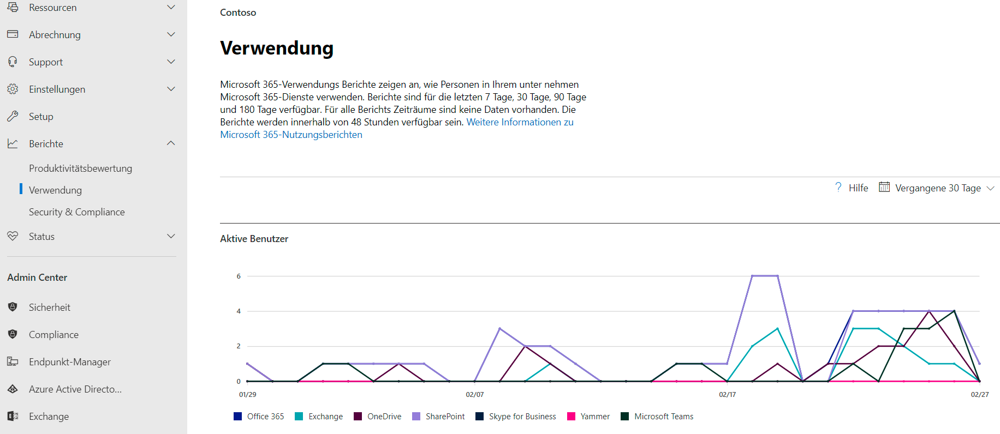 Ressourcen
Abrechnung
Support
Einstellungen
Setup
Berichte
Produktivitätsbewertung
Verwendung
Security & Compliance
Status
Admin Center
Sicherheit
Compliance
Endpunkt-Manager
Azure Active Directo...
Exchange
Contoso
Verwendung
Microsoft 365-Verwendungs Berichte zeigen an, wie Personen in Ihrem unter nehmen
Microsoft 365-Dienste verwenden. Berichte sind für die letzten 7 Tage, 30 Tage, 90 Tage
und 180 Tage verfügbar. Für alle Berichts Zeiträume sind keine Daten vorhanden. Die
Berichte werden innerhalb von 48 Stunden verfügbar sein. Weitere Informationen zu
Microsoft 365-Nutzungsberichten
? Hilfe Vergangene 30 Tage
Aktive Benutzer
6
4
2
0
01/29 02/07 02/17 02/27
Office 365 Exchange OneDrive SharePoint Skype for Business Yammer Microsoft Teams